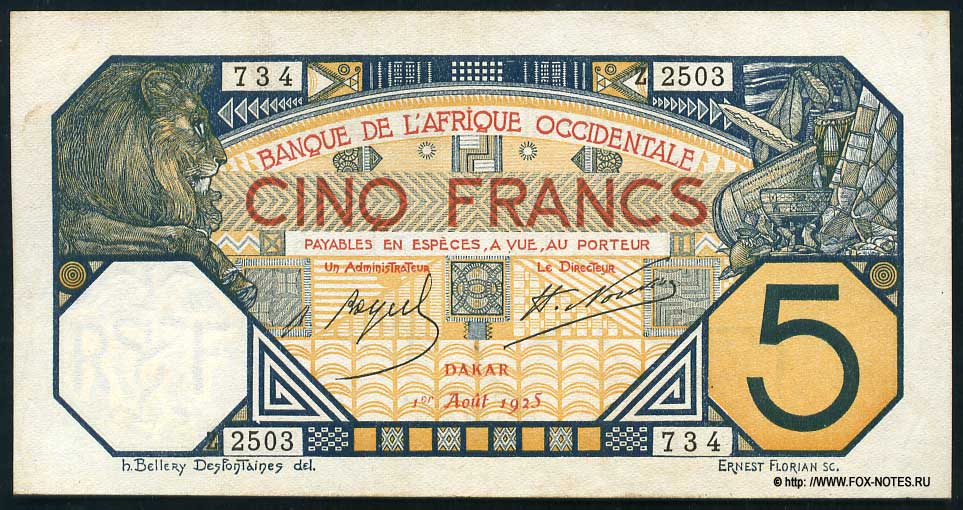 734
Z 2503
BANQUE DE L'AFRIQUE OCCIDENTALE
CINQ FRANCS
PAYABLES EN ESPÈCES, A VUE, AU PORTEUR
Un Administrateur
Le Directeur
DAKAR
1er Août 1925
5
Z 2503
734
h. Bellery Desfontaines del.
ERNEST FLORIAN SC.
© http: //WWW.FOX-NOTES.RU